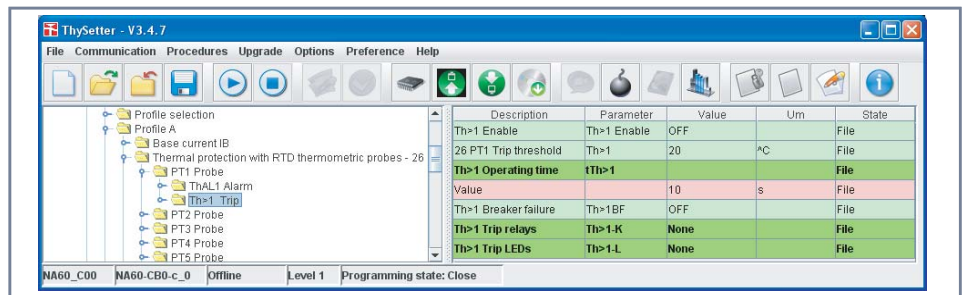 ThySetter - V3.4.7
File Communication Procedures Upgrade Options Preference Help
Profile selection
Profile A
Base current IB
Thermal protection with RTD thermometric probes - 26
PT1 Probe
ThAL1 Alarm
Th>1 Trip
PT2 Probe
PT3 Probe
PT4 Probe
PT5 Probe
Description Parameter Value Um State
Th>1 Enable Th>1 Enable OFF File
26 PT1 Trip threshold Th>1 20 ^C File
Th>1 Operating time tTh>1 File
Value 10 s File
Th>1 Breaker failure Th>1BF OFF File
Th>1 Trip relays Th>1-K None File
Th>1 Trip LEDs Th>1-L None File
NA60_C00 NA60-CB0-c_0 Offline Level 1 Programming state: Close